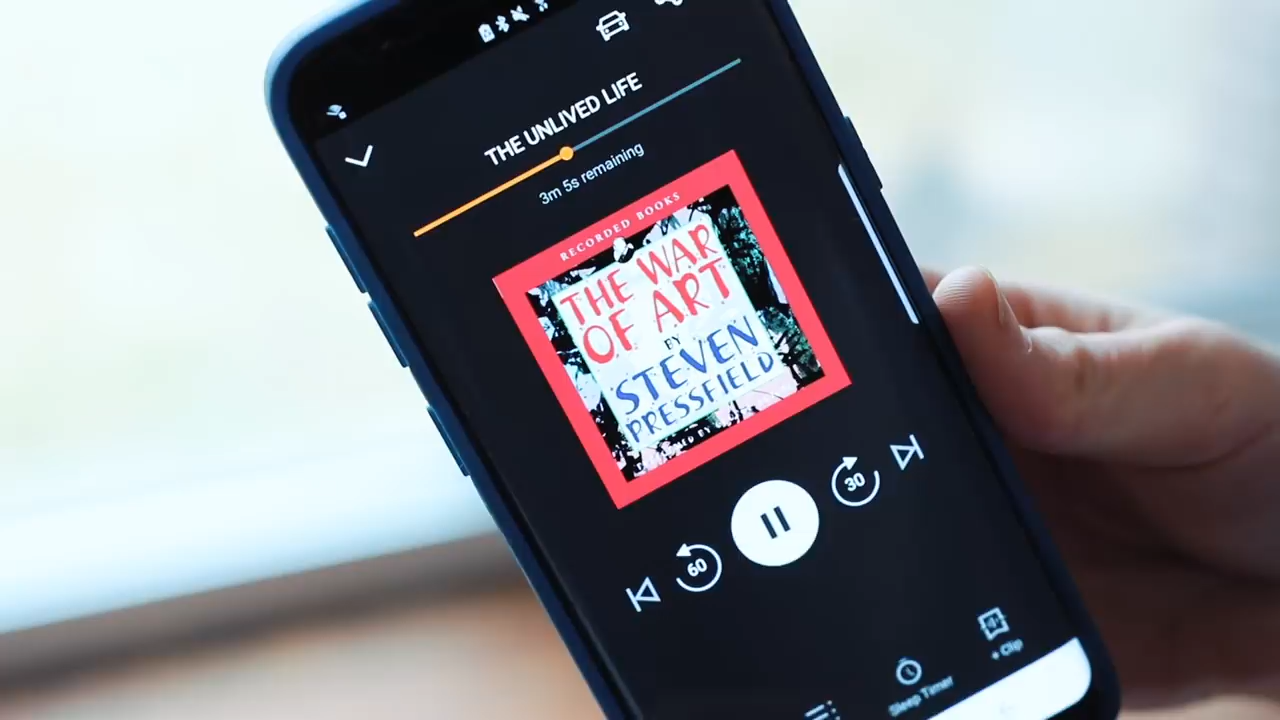 THE UNLIVED LIFE
3m 5s remaining
RECORDED BOOKS
THE WAR
OF ART
BY
STEVEN
PRESSFIELD
60
30
Sleep Timer
+ Clip